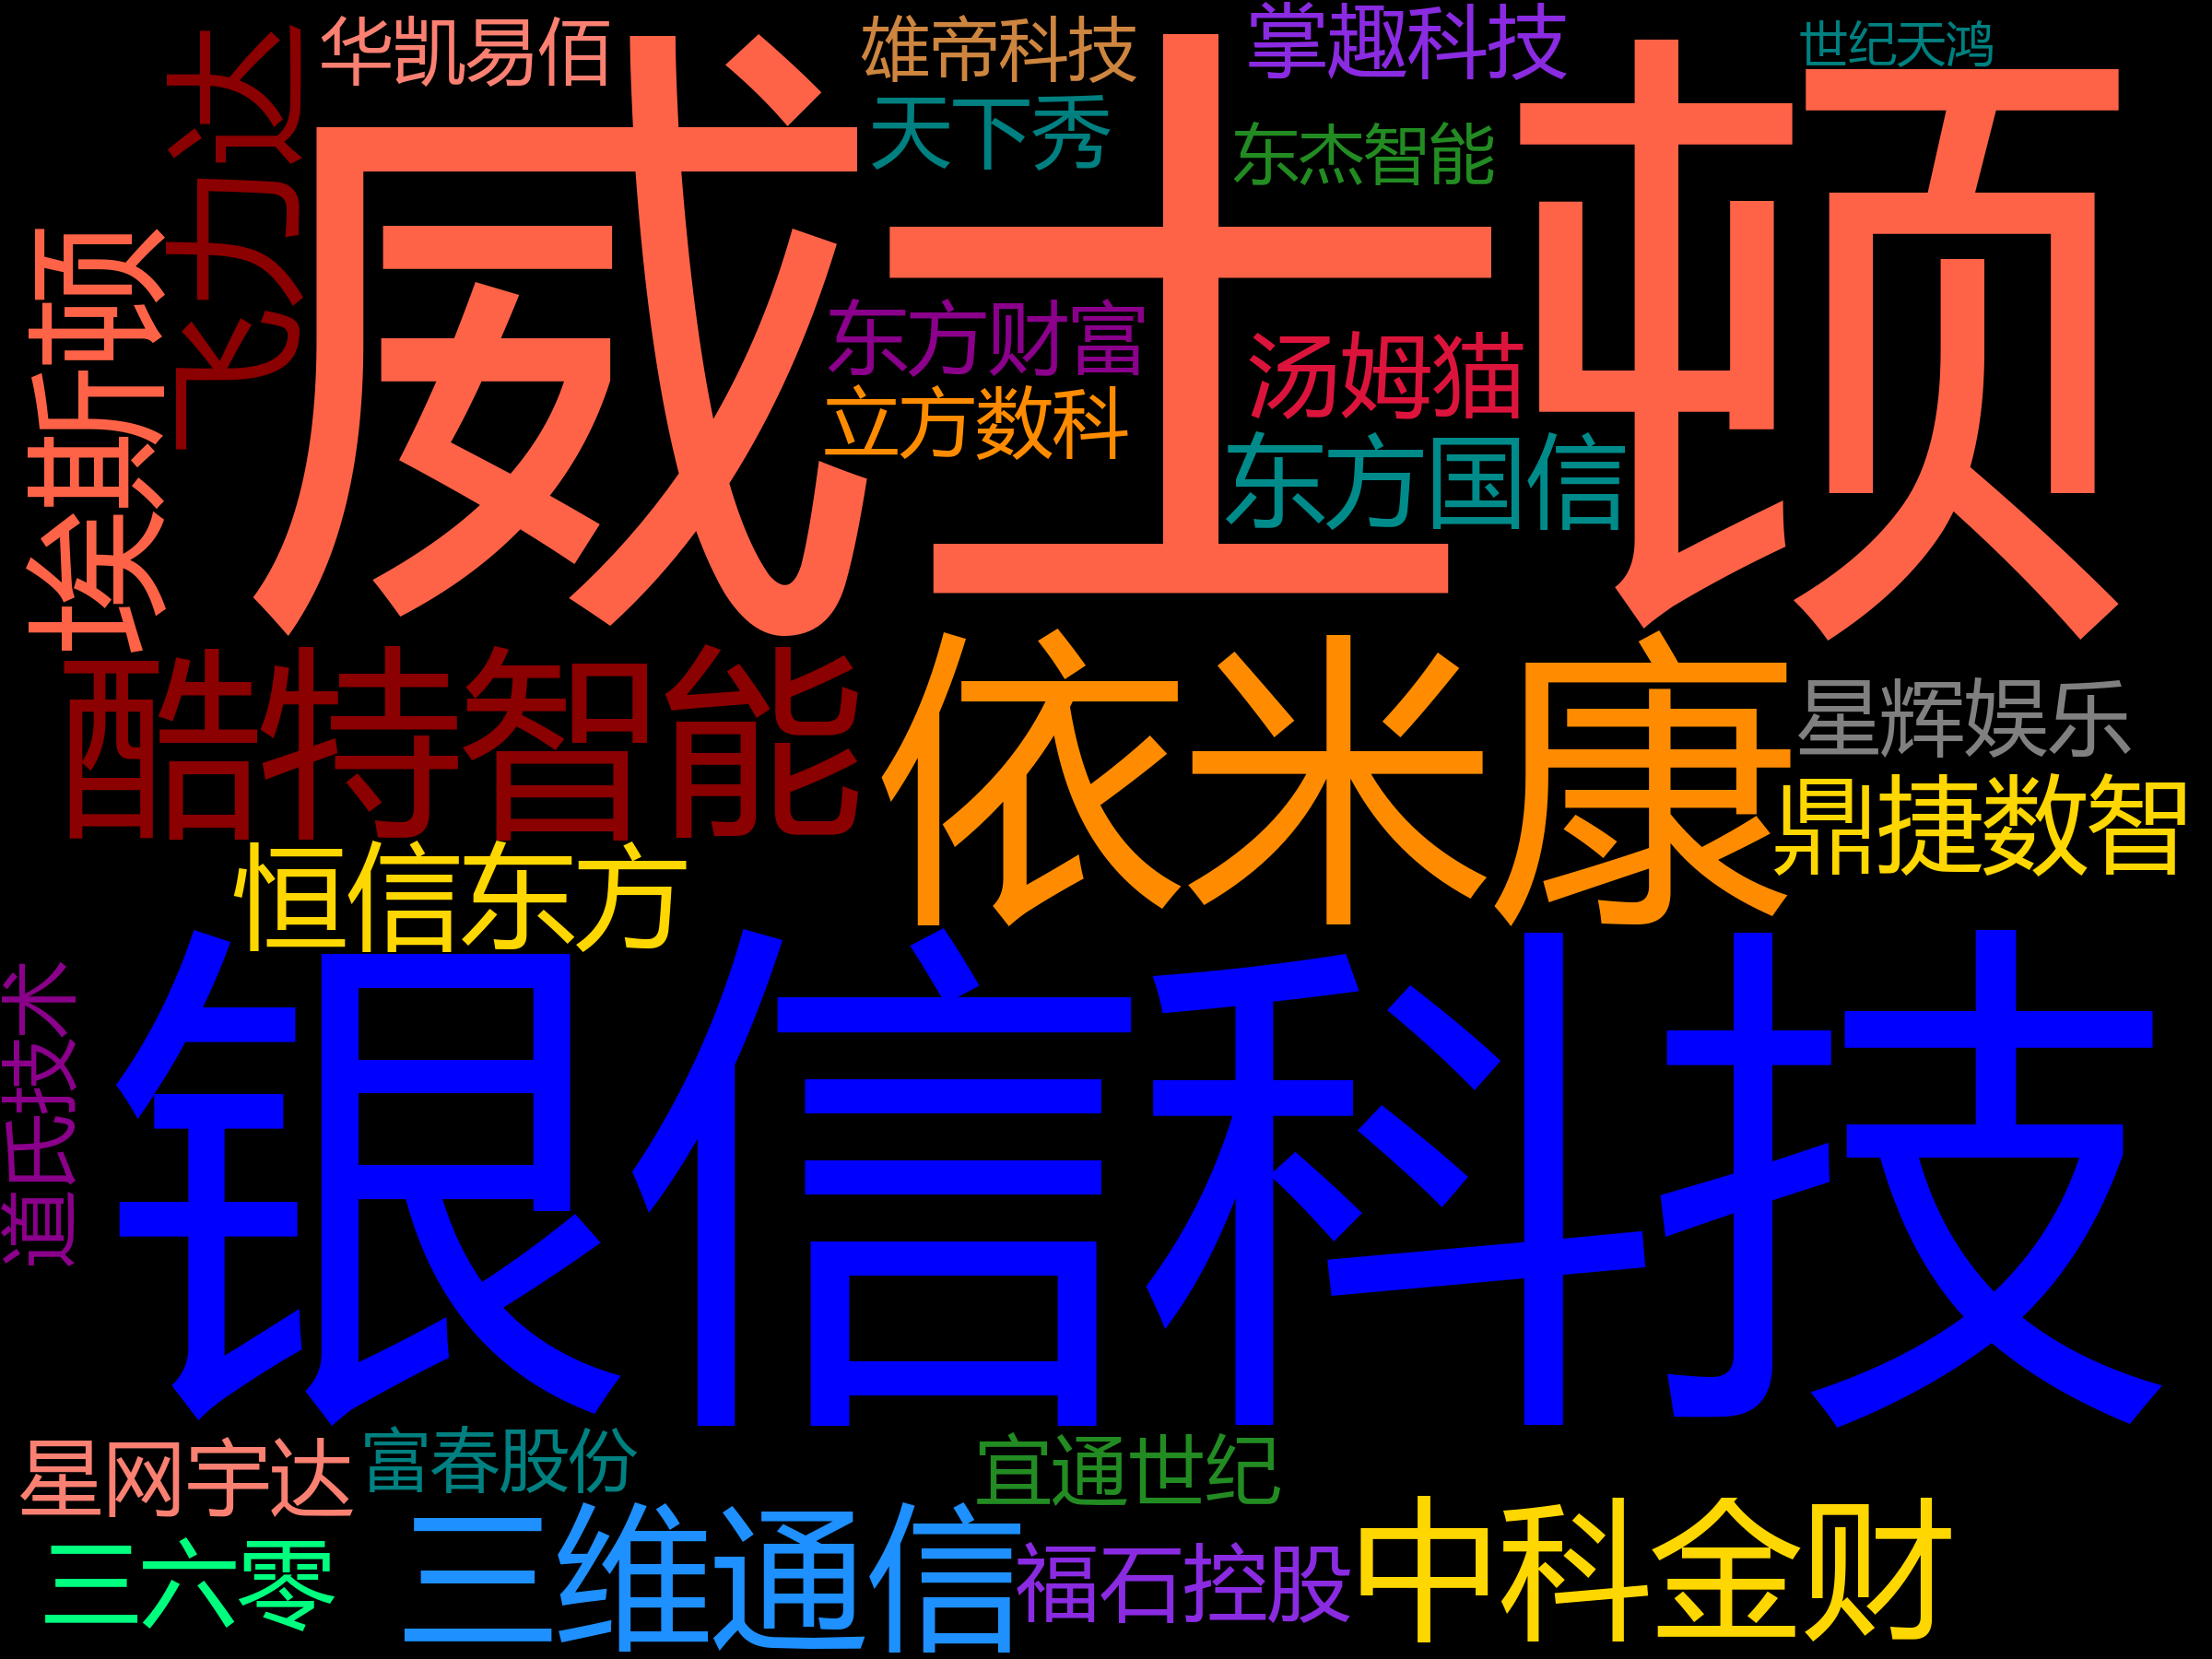 华凯易佰
雄帝科技
掌趣科技
世纪天鸿
飞力达
威士顿
天下秀
东杰智能
埃斯顿
东方财富
汤姆猫
立方数科
东方国信
酷特智能
依米康
星辉娱乐
鼎捷数智
恒信东方
银信科技
道氏技术
星网宇达
富春股份
宜通世纪
三六零
三维通信
福石控股
中科金财